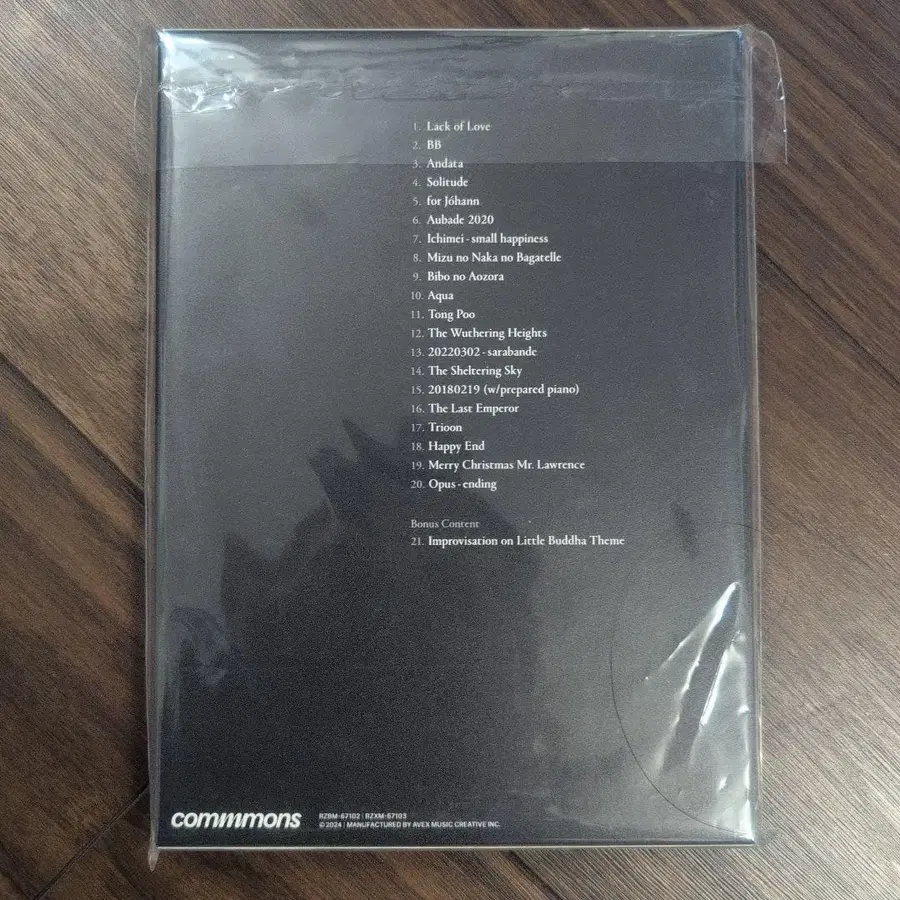 1. Lack of Love
2. BB
3. Andata
4. Solitude
5. for Jóhann
6. Aubade 2020
7. Ichimei - small happiness
8. Mizu no Naka no Bagatelle
9. Bibo no Aozora
10. Aqua
11. Tong Poo
12. The Wuthering Heights
13. 20220302 - sarabande
14. The Sheltering Sky
15. 20180219 (w/prepared piano)
16. The Last Emperor
17. Trioon
18. Happy End
19. Merry Christmas Mr. Lawrence
20. Opus - ending
Bonus Content
21. Improvisation on Little Buddha Theme
commmons
RZBM-67102 | RZXM-67103
© 2024 | MANUFACTURED BY AVEX MUSIC CREATIVE INC.